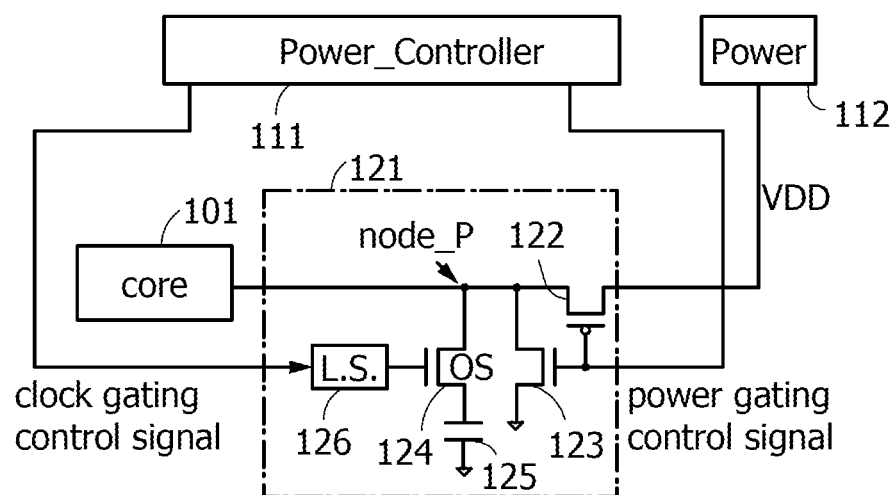 Power_Controller
Power
111
112
121
VDD
101
node_P
122
core
L.S.
OS
clock gating
control signal
126
124
125
123
power gating
control signal